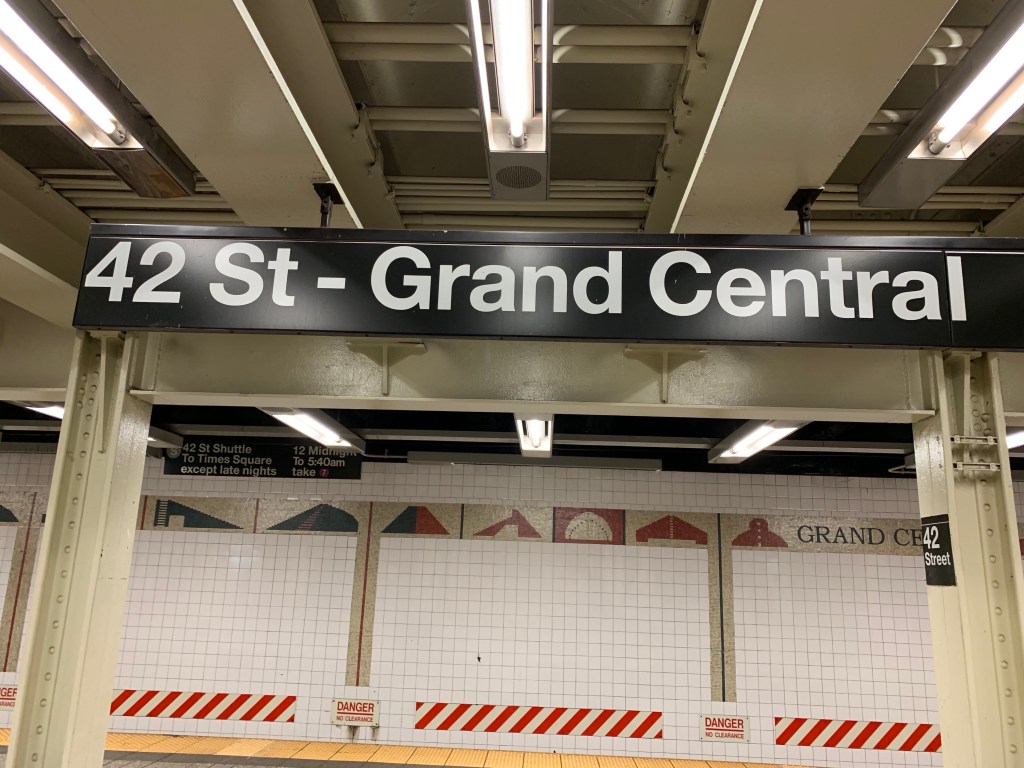 42 St - Grand Central
42 St Shuttle
To Times Square
except late nights
12 Midnight
To 5:40am
take 7
GRAND CE
42
Street
DANGER
NO CLEARANCE
DANGER
NO CLEARANCE